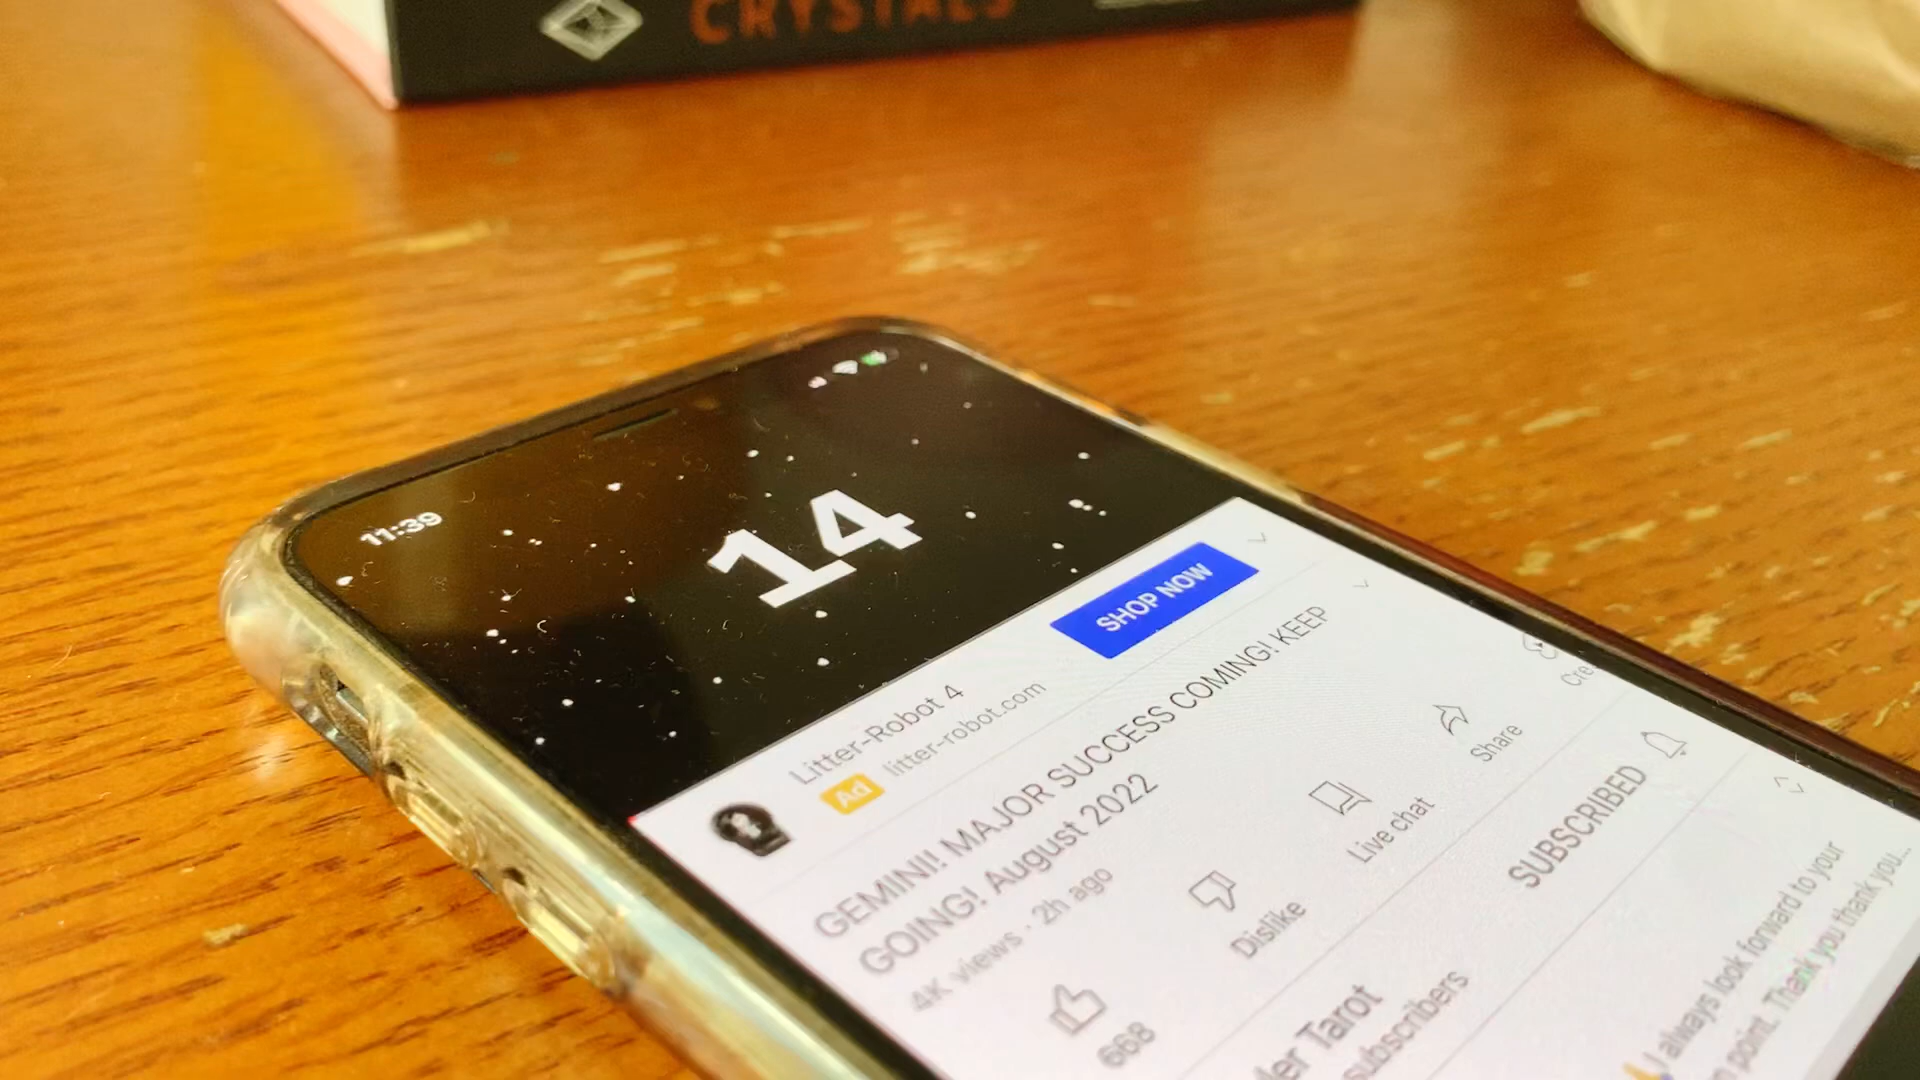 CRYSTALS
11:39
14
SHOP NOW
Litter-Robot 4
Ad litter-robot.com
GEMINI! MAJOR SUCCESS COMING! KEEP
GOING! August 2022
4K views · 2h ago
668
Dislike
Live chat
Share
Cre
der Tarot
subscribers
SUBSCRIBED
I always look forward to your
n point. Thank you thank you...